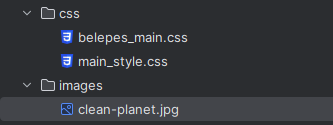 css
belepes_main.css
main_style.css
images
clean-planet.jpg